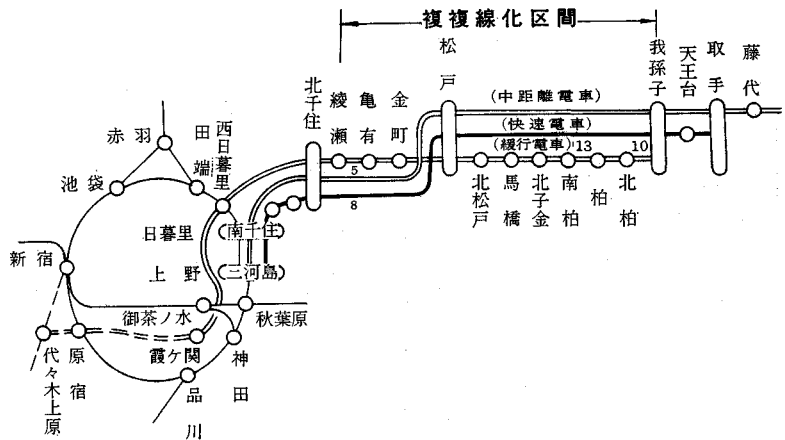 複複線化区間
北千住
綾瀬
亀有
金町
松戸
我孫子
天王台
取手
藤代
(中距離電車)
(快速電車)
(緩行電車)
13
10
5
8
北松戸
馬橋
北小金
南柏
柏
北柏
赤羽
田端
西日暮里
池袋
日暮里
(南千住)
上野
(三河島)
新宿
御茶ノ水
秋葉原
代々木上原
原宿
霞ケ関
神田
品川